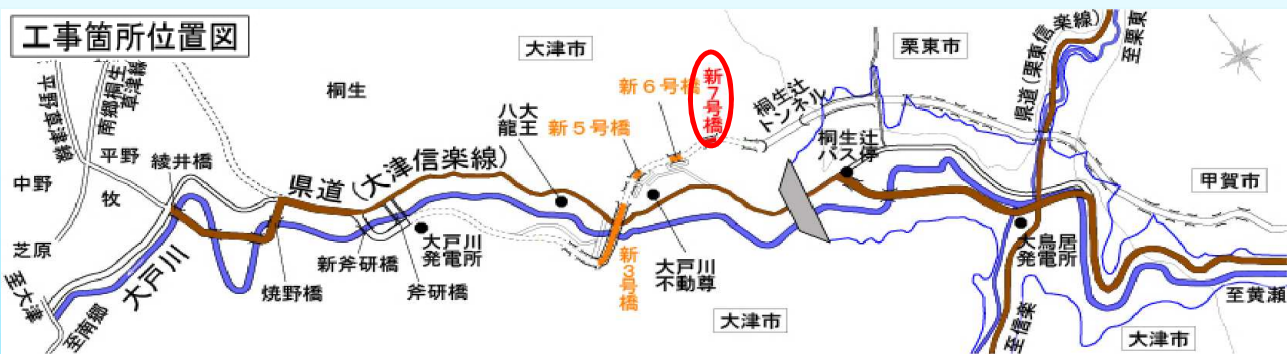 工事箇所位置図
大津市
栗東市
県道(栗東信楽線)
至栗東
平野草津線
南郷桐生
草津線
桐生
新6号橋
新7号橋
桐生辻
トンネル
新5号橋
八大
龍王
桐生辻
バス停
平野
綾井橋
中野
牧
県道(大津信楽線)
甲賀市
芝原
大戸川
発電所
大戸川
不動尊
大鳥居
発電所
新斧研橋
斧研橋
焼野橋
新3号橋
至大津
大戸川
至南郷
大津市
至信楽
大津市
至黄瀬